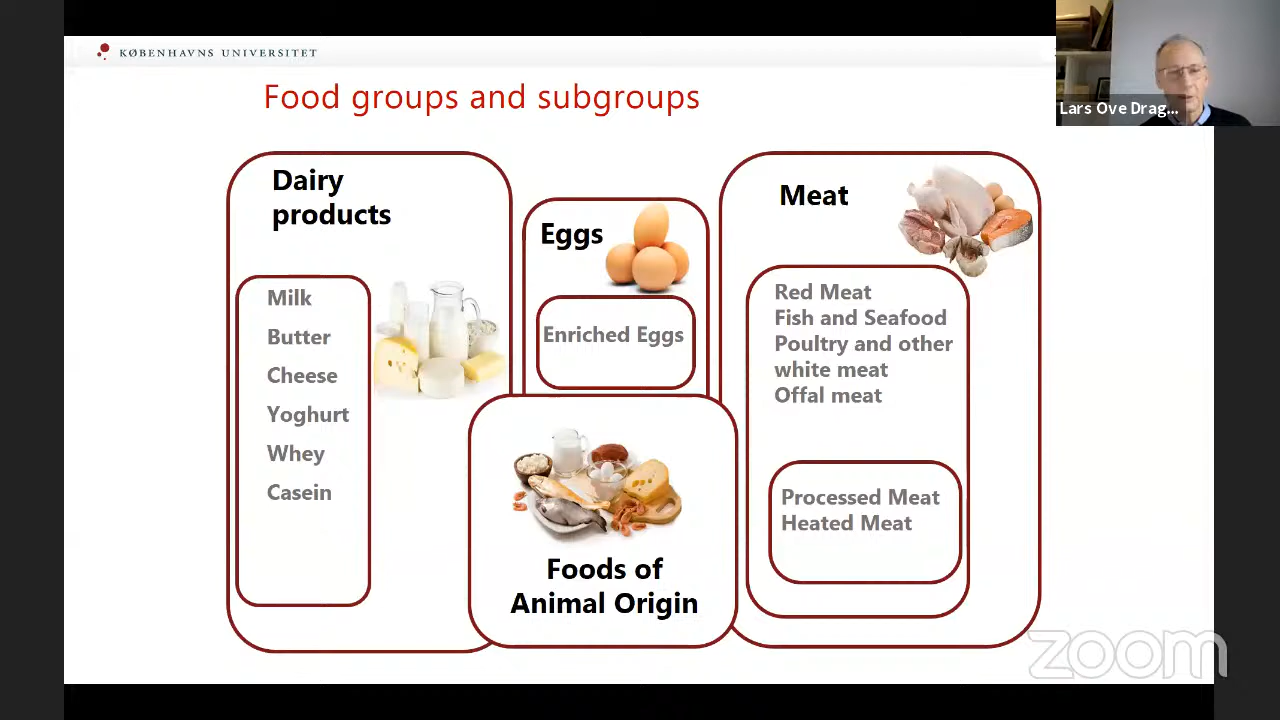 KØBENHAVNS UNIVERSITET
Lars Ove Drag...
Food groups and subgroups
Dairy
products
Milk
Butter
Cheese
Yoghurt
Whey
Casein
Eggs
Enriched Eggs
Meat
Red Meat
Fish and Seafood
Poultry and other
white meat
Offal meat
Processed Meat
Heated Meat
Foods of
Animal Origin
zoom